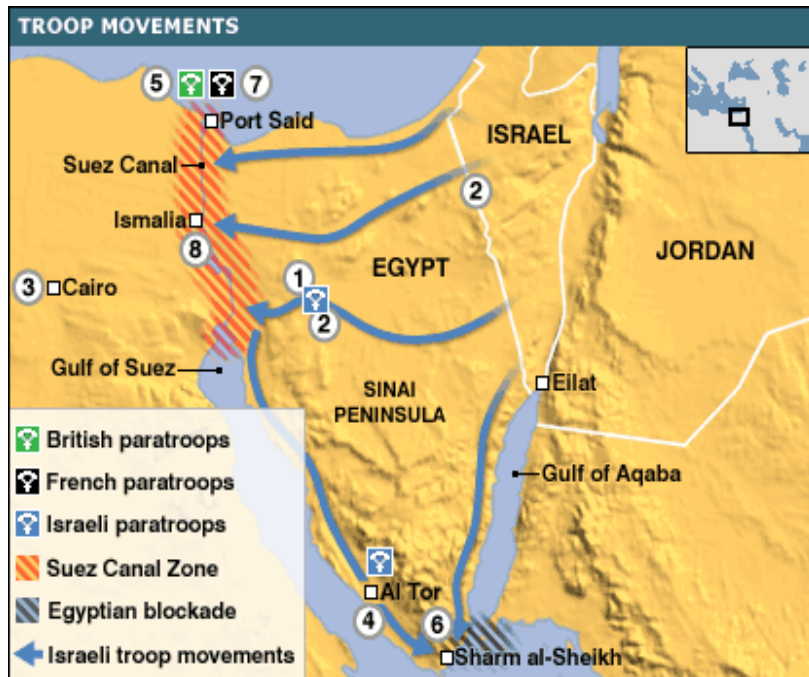 TROOP MOVEMENTS
5
7
Port Said
ISRAEL
Suez Canal
2
Ismalia
8
EGYPT
JORDAN
1
3
Cairo
2
Gulf of Suez
SINAI
PENINSULA
Eilat
Gulf of Aqaba
British paratroops
French paratroops
Israeli paratroops
Suez Canal Zone
Egyptian blockade
Israeli troop movements
Al Tor
4
6
Sharm al-Sheikh